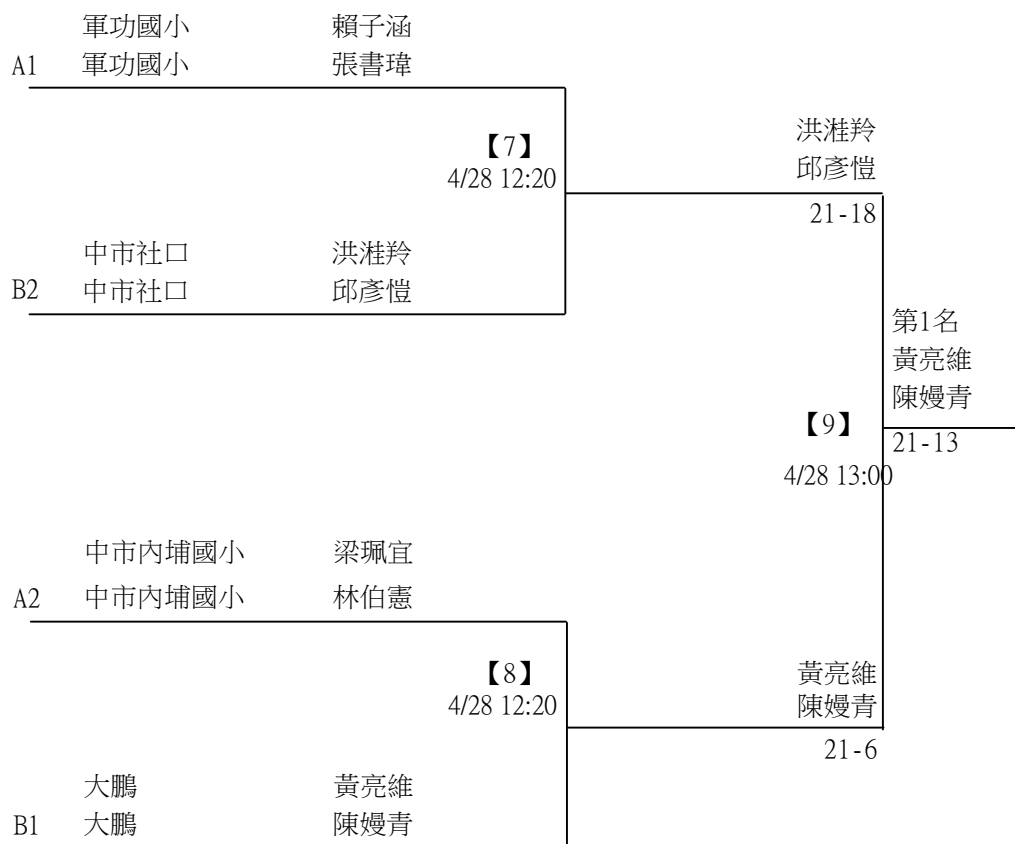 軍功國小 賴子涵
A1 軍功國小 張書瑋
【7】
4/28 12:20
洪溎羚
邱彥愷
21-18
中市社口 洪溎羚
B2 中市社口 邱彥愷
第1名
黃亮維
陳嫚青
【9】
21-13
4/28 13:00
中市內埔國小 梁珮宜
A2 中市內埔國小 林伯憲
【8】
4/28 12:20
黃亮維
陳嫚青
21-6
大鵬 黃亮維
B1 大鵬 陳嫚青